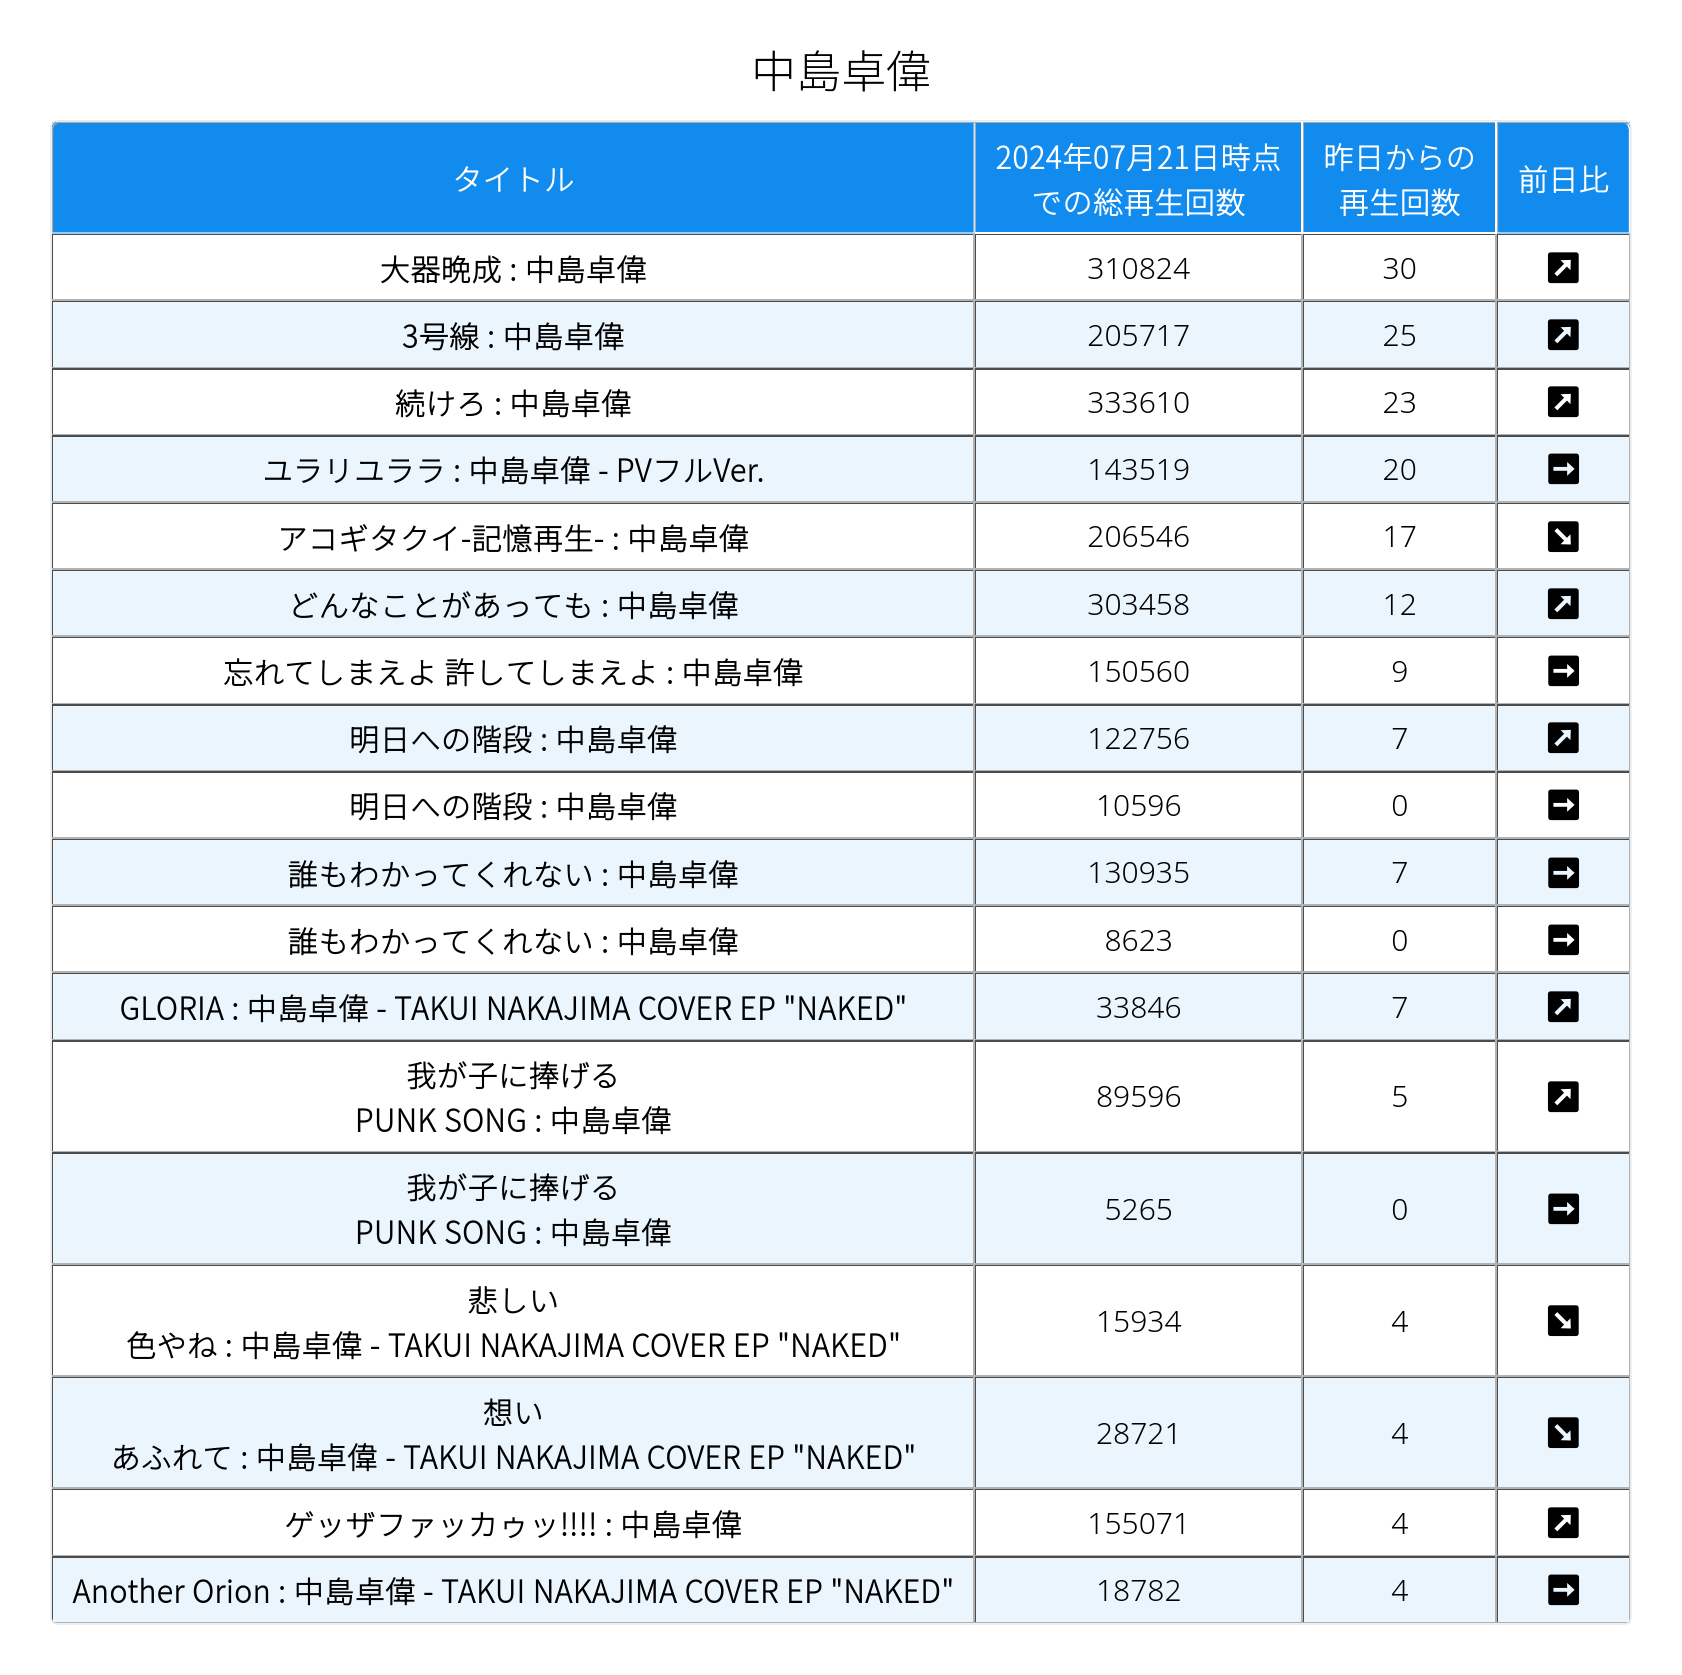 中島卓偉
タイトル 2024年07月21日時点での総再生回数 昨日からの再生回数 前日比
大器晩成 : 中島卓偉 310824 30 ↗
3号線 : 中島卓偉 205717 25 ↗
続けろ : 中島卓偉 333610 23 ↗
ユラリユララ : 中島卓偉 - PVフルVer. 143519 20 →
アコギタクイ-記憶再生- : 中島卓偉 206546 17 ↘
どんなことがあっても : 中島卓偉 303458 12 ↗
忘れてしまえよ 許してしまえよ : 中島卓偉 150560 9 →
明日への階段 : 中島卓偉 122756 7 ↗
明日への階段 : 中島卓偉 10596 0 →
誰もわかってくれない : 中島卓偉 130935 7 →
誰もわかってくれない : 中島卓偉 8623 0 →
GLORIA : 中島卓偉 - TAKUI NAKAJIMA COVER EP "NAKED" 33846 7 ↗
我が子に捧げる
PUNK SONG : 中島卓偉 89596 5 ↗
我が子に捧げる
PUNK SONG : 中島卓偉 5265 0 →
悲しい
色やね : 中島卓偉 - TAKUI NAKAJIMA COVER EP "NAKED" 15934 4 ↘
想い
あふれて : 中島卓偉 - TAKUI NAKAJIMA COVER EP "NAKED" 28721 4 ↘
ゲッザファッカゥッ!!!! : 中島卓偉 155071 4 ↗
Another Orion : 中島卓偉 - TAKUI NAKAJIMA COVER EP "NAKED" 18782 4 →